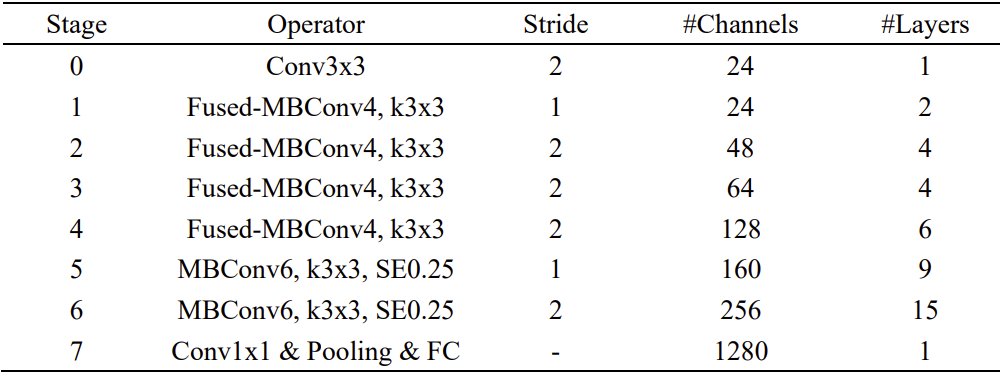 Stage Operator Stride #Channels #Layers
0 Conv3x3 2 24 1
1 Fused-MBConv4, k3x3 1 24 2
2 Fused-MBConv4, k3x3 2 48 4
3 Fused-MBConv4, k3x3 2 64 4
4 Fused-MBConv4, k3x3 2 128 6
5 MBConv6, k3x3, SE0.25 1 160 9
6 MBConv6, k3x3, SE0.25 2 256 15
7 Conv1x1 & Pooling & FC - 1280 1